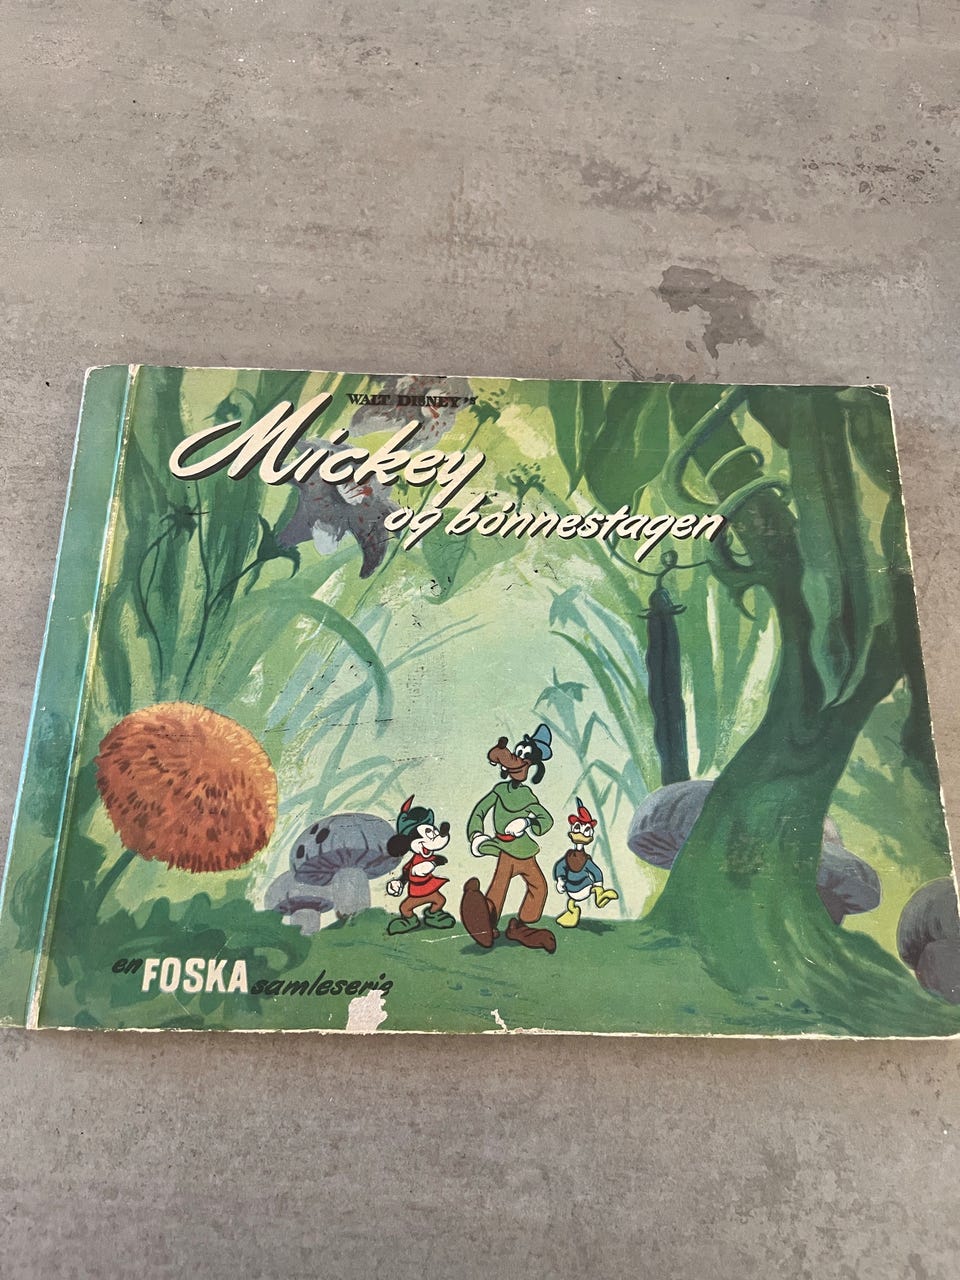 WALT DISNEY'S
Mickey
og bønnestagen
en FOSKA samleserie